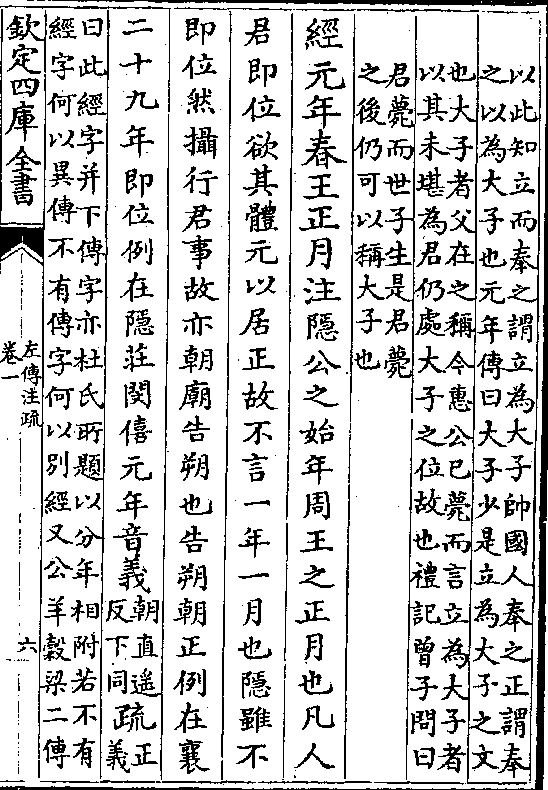 以此知立而奉之謂立為大子帥國人奉之正謂奉
之以為大子也元年傳曰大子少是立為大子之文
也大子者父在之稱今惠公已薨而言立為大子者
以其未堪為君仍處大子之位故也禮記曾子問曰
君薨而世子生是君薨
之後仍可以稱大子也
經元年春王正月注隱公之始年周王之正月也凡人
君即位欲其體元以居正故不言一年一月也隱雖不
即位然攝行君事故亦朝廟告朔也告朔朝正例在襄
二十九年即位例在隱莊閔僖元年音義朝直遥反下同疏正義
曰此經字并下傳字亦杜氏所題以分年相附若不有
經字何以異傳不有傳字何以別經又公羊穀梁二傳
欽定四庫全書
左傳注疏
卷一
六